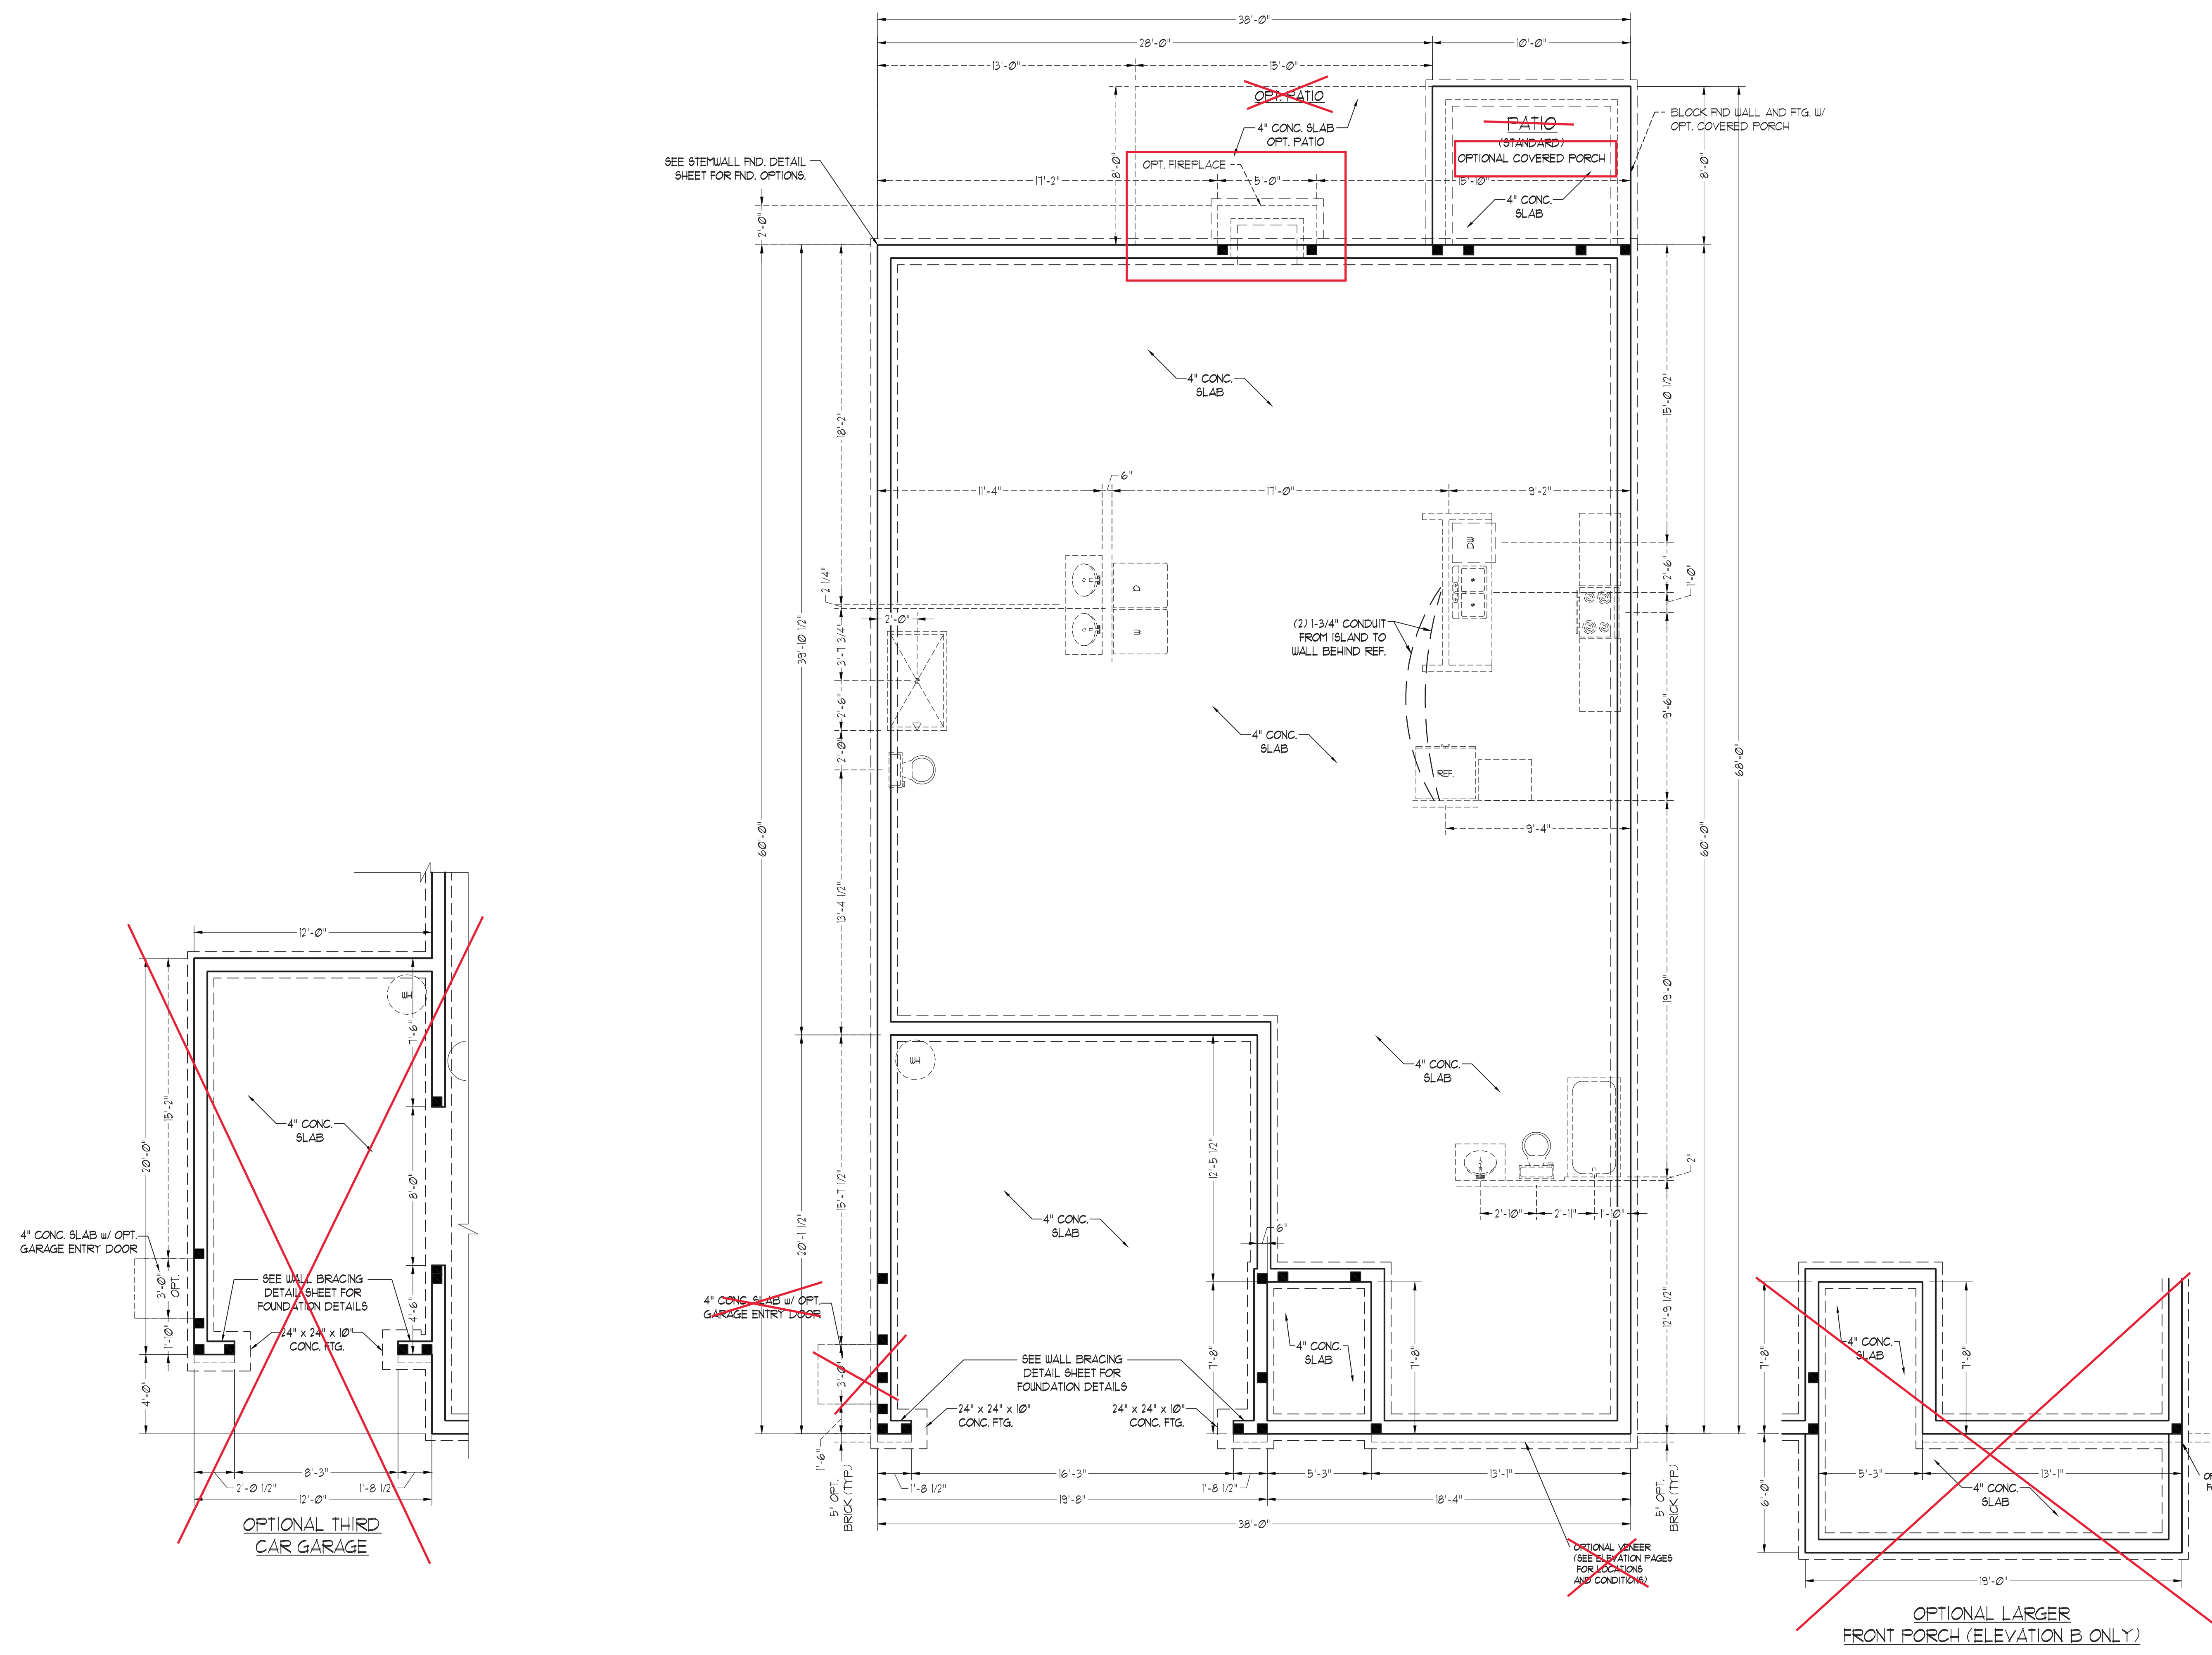 38'-0"
28'-0"
10'-0"
13'-0"
15'-0"
OPT. PATIO
4" CONC. SLAB
OPT. PATIO
OPT. FIREPLACE
PATIO
(STANDARD)
OPTIONAL COVERED PORCH
BLOCK FND WALL AND FTG. W/
OPT. COVERED PORCH
SEE STEMWALL FND. DETAIL
SHEET FOR FND. OPTIONS.
8'-0"
8'-0"
17'-2"
5'-0"
15'-10"
4" CONC.
SLAB
2'-0"
4" CONC.
SLAB
18'-2"
15'-0 1/2"
6"
11'-4"
17'-0"
9'-2"
DW
2'-6"
1'-0"
2 1/4"
D
W
2'-0"
39'-10 1/2"
3'-7 3/4"
(2) 1-3/4" CONDUIT
FROM ISLAND TO
WALL BEHIND REF.
2'-6"
9'-6"
4" CONC.
SLAB
2'-0"
68'-0"
REF.
60'-0"
9'-4"
60'-0"
13'-4 1/2"
19'-0"
12'-0"
WH
7'-6"
WH
4" CONC.
SLAB
15'-2"
4" CONC.
SLAB
20'-0"
8'-0"
12'-5 1/2"
2"
15'-7 1/2"
4" CONC.
SLAB
2'-10"
2'-11"
1'-10"
20'-1 1/2"
6"
4" CONC. SLAB W/ OPT.
GARAGE ENTRY DOOR
3'-0"
OPT.
SEE WALL BRACING
DETAIL SHEET FOR
FOUNDATION DETAILS
4'-6"
1'-10"
24" x 24" x 10"
CONC. FTG.
4'-0"
4" CONC. SLAB W/ OPT.
GARAGE ENTRY DOOR
3'-0"
SEE WALL BRACING
DETAIL SHEET FOR
FOUNDATION DETAILS
7'-8"
4" CONC.
SLAB
7'-8"
12'-9 1/2"
24" x 24" x 10"
CONC. FTG.
24" x 24" x 10"
CONC. FTG.
1'-6"
7'-8"
4" CONC.
SLAB
7'-8"
8'-3"
2'-0 1/2"
1'-8 1/2"
12'-0"
OPTIONAL THIRD
CAR GARAGE
5" OPT.
BRICK (TYP.)
16'-3"
1'-8 1/2"
1'-8 1/2"
5'-3"
13'-1"
19'-8"
18'-4"
38'-0"
5" OPT.
BRICK (TYP.)
OPTIONAL VENEER
(SEE ELEVATION PAGES
FOR LOCATIONS
AND CONDITIONS)
5'-3"
13'-1"
6'-0"
4" CONC.
SLAB
19'-0"
OPTIONAL LARGER
FRONT PORCH (ELEVATION B ONLY)